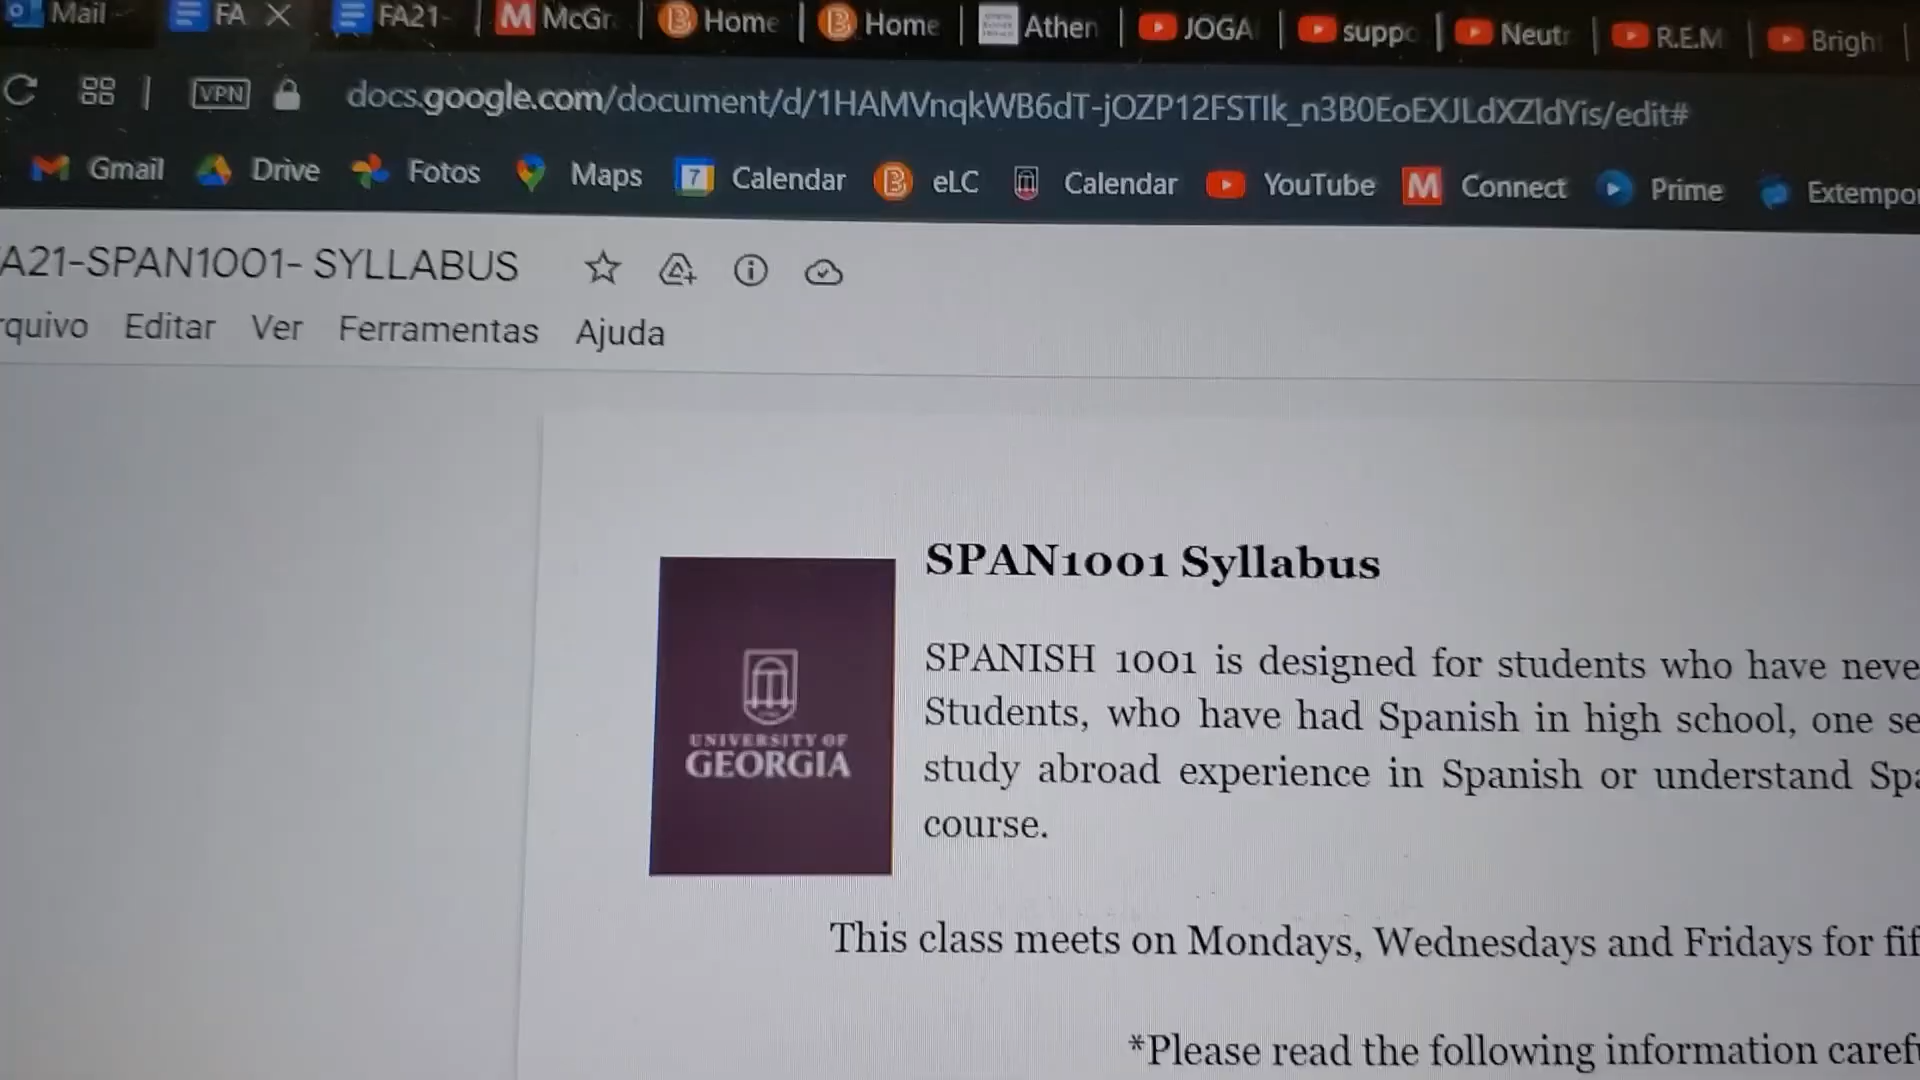 Mail FA FA21- McGr Home Home Athen JOGA suppo Neutr R.E.M Bright
VPN docs.google.com/document/d/1HAMVnqkWB6dT-jOZP12FSTIk_n3B0EoEXJLdXZldYis/edit#
Gmail Drive Fotos Maps 7 Calendar eLC Calendar YouTube M Connect Prime Extempor
A21-SPAN1001- SYLLABUS
rquivo Editar Ver Ferramentas Ajuda
SPAN1001 Syllabus
SPANISH 1001 is designed for students who have neve
Students, who have had Spanish in high school, one se
study abroad experience in Spanish or understand Spa
course.
UNIVERSITY OF
GEORGIA
This class meets on Mondays, Wednesdays and Fridays for fif
*Please read the following information caref